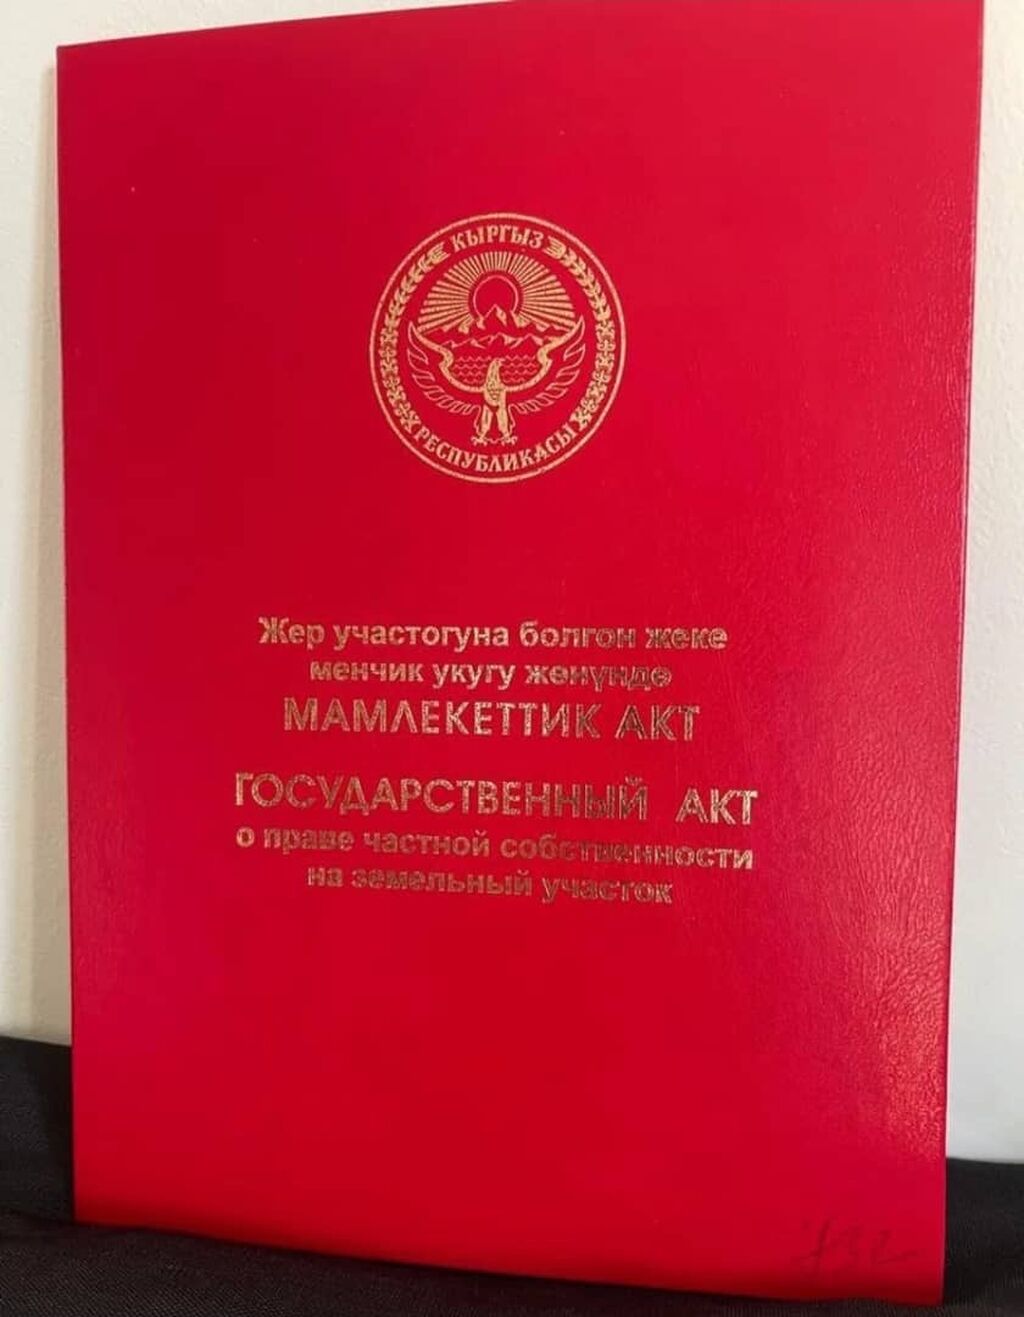 КЫРГЫЗ
РЕСПУБЛИКАСЫ
Жер участогуна болгон жеке
менчик укугу жөнүндө
МАМЛЕКЕТТИК АКТ
ГОСУДАРСТВЕННЫЙ АКТ
о праве частной собственности
на земельный участок